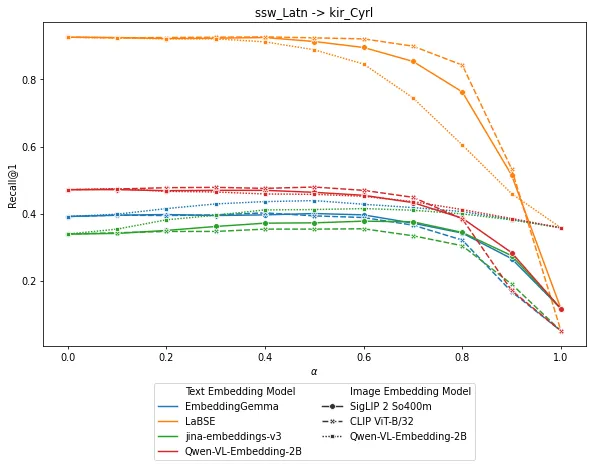 ssw_Latn -> kir_Cyrl
Recall@1
0.8
0.6
0.4
0.2
0.0 0.2 0.4 0.6 0.8 1.0
α
Text Embedding Model Image Embedding Model
EmbeddingGemma SigLIP 2 So400m
LaBSE CLIP ViT-B/32
jina-embeddings-v3 Qwen-VL-Embedding-2B
Qwen-VL-Embedding-2B